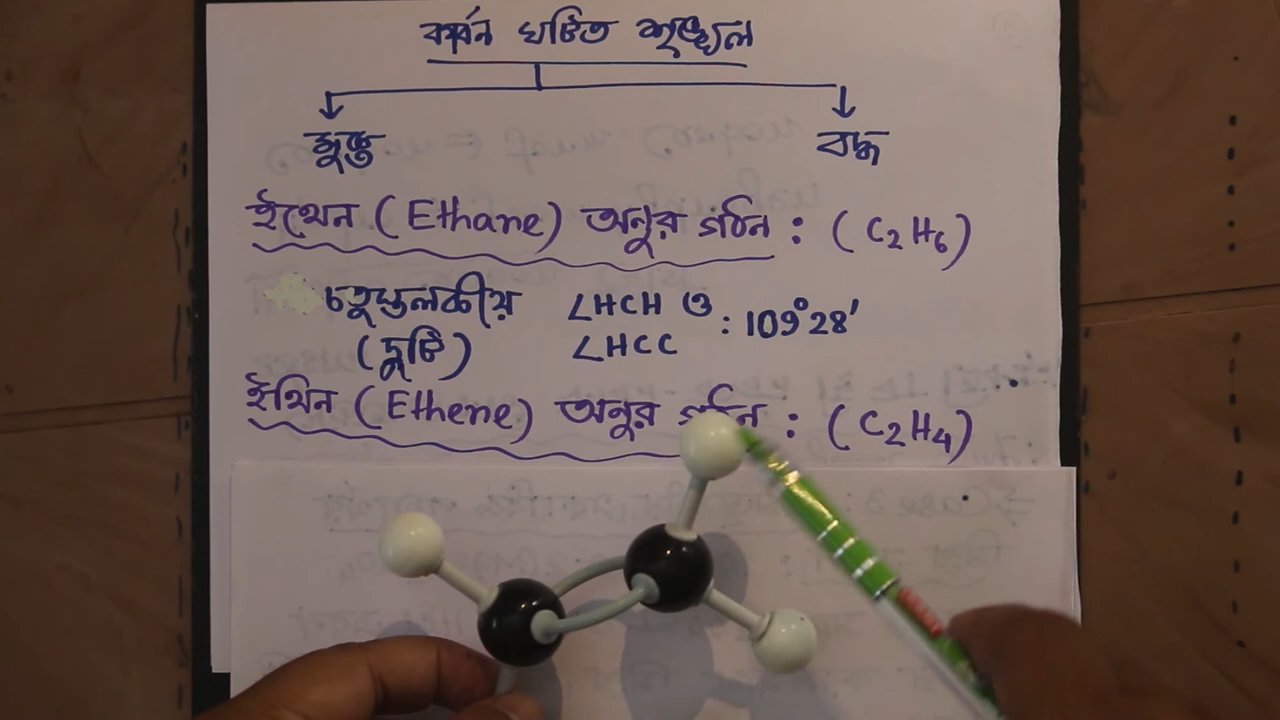 কার্বন ঘটিত শৃঙ্খল
মুক্ত বদ্ধ
ইথেন (Ethane) অনুর গঠন : (C₂H₆)
চতুস্তলকীয় ∠HCH ও : 109°28'
(দুটি) ∠HCC
ইথিন (Ethene) অনুর গঠন : (C₂H₄)